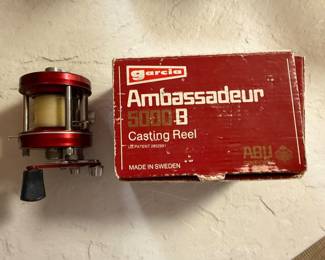 garcia
Ambassadeur
5000-B
Casting Reel
MADE IN SWEDEN
ABU